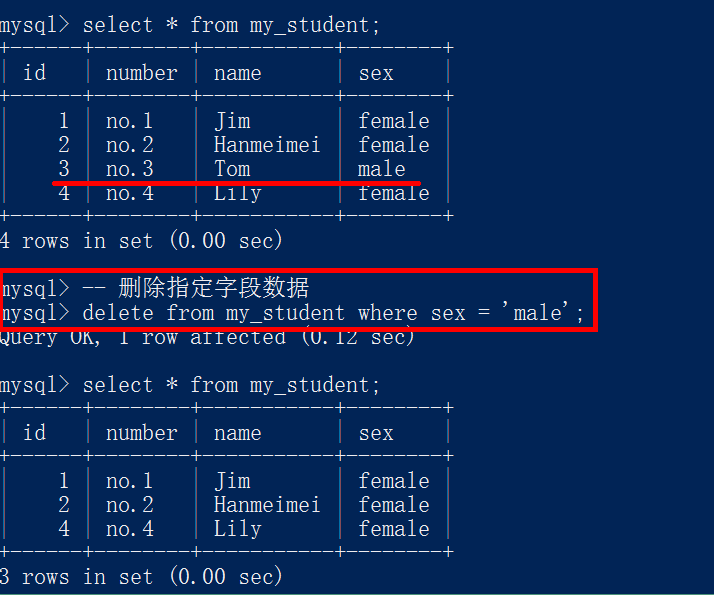 mysql> select * from my_student;
+------+--------+-----------+--------+
| id | number | name | sex |
+------+--------+-----------+--------+
| 1 | no.1 | Jim | female |
| 2 | no.2 | Hanmeimei | female |
| 3 | no.3 | Tom | male |
| 4 | no.4 | Lily | female |
+------+--------+-----------+--------+
4 rows in set (0.00 sec)
mysql> -- 删除指定字段数据
mysql> delete from my_student where sex = 'male';
Query OK, 1 row affected (0.12 sec)
mysql> select * from my_student;
+------+--------+-----------+--------+
| id | number | name | sex |
+------+--------+-----------+--------+
| 1 | no.1 | Jim | female |
| 2 | no.2 | Hanmeimei | female |
| 4 | no.4 | Lily | female |
+------+--------+-----------+--------+
3 rows in set (0.00 sec)